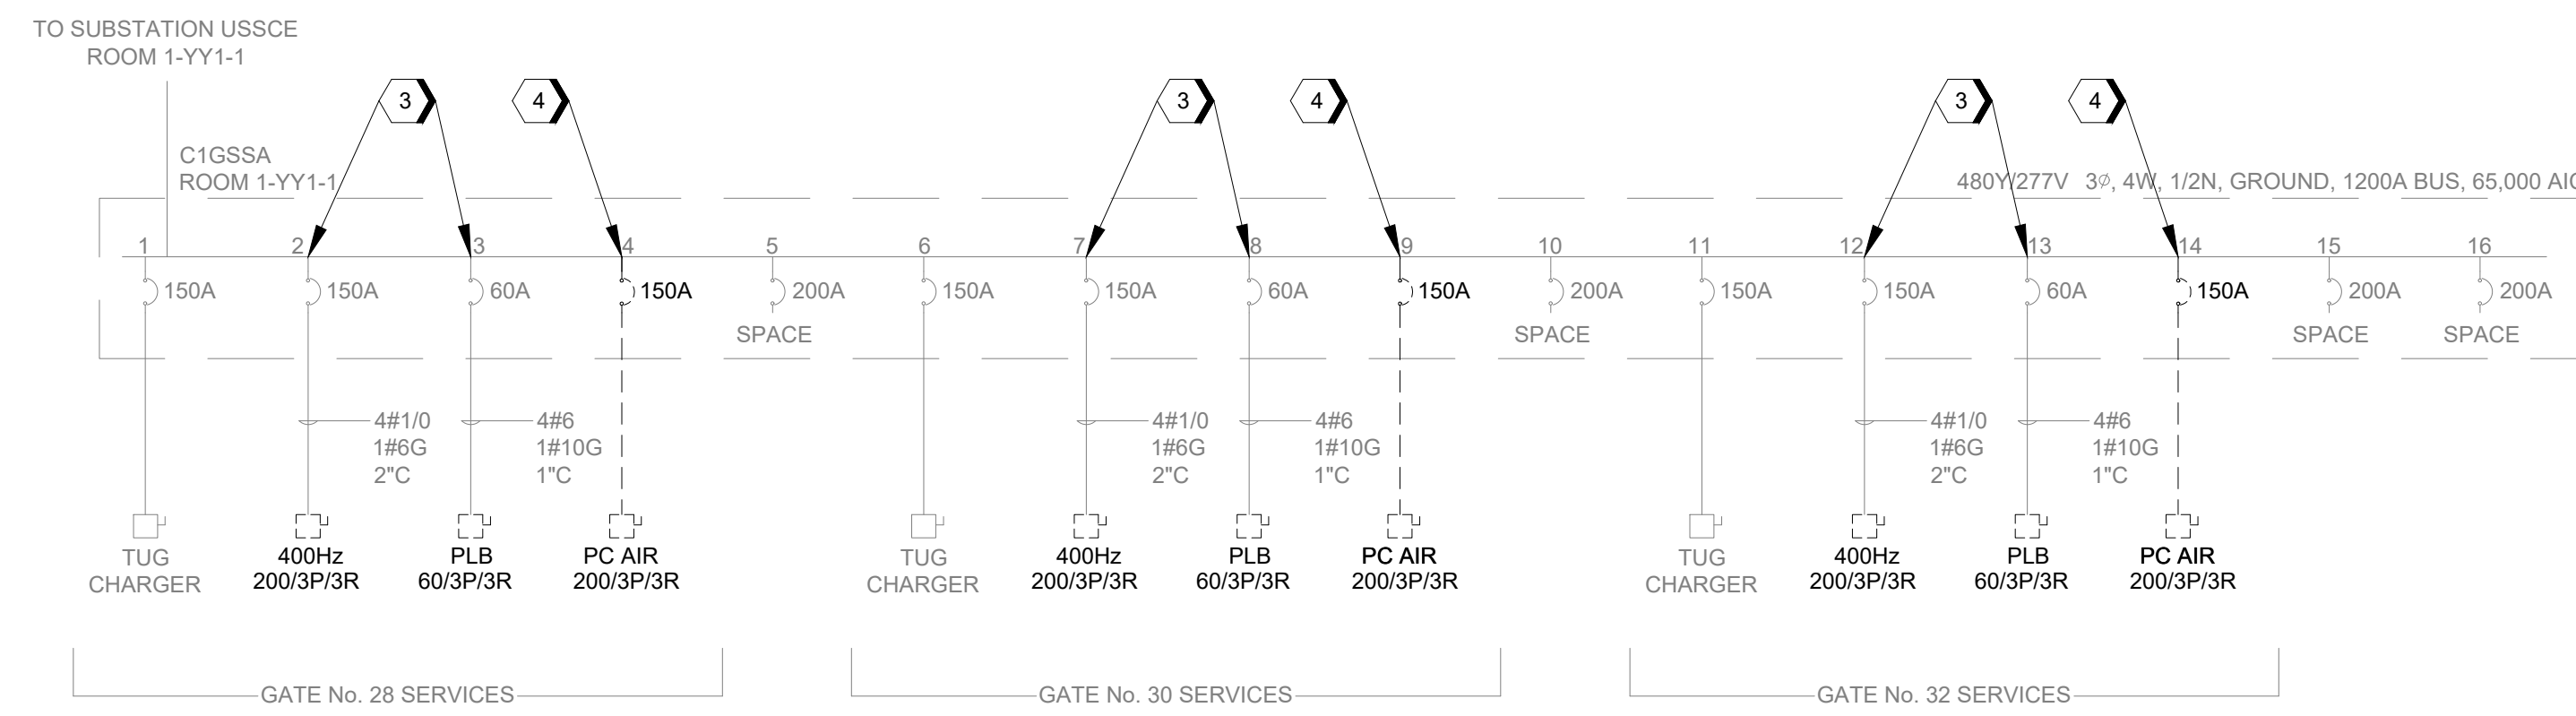 TO SUBSTATION USSCE
ROOM 1-YY1-1
3 4 3 4 3 4
C1GSSA
ROOM 1-YY1-1
480Y/277V 3∅, 4W, 1/2N, GROUND, 1200A BUS, 65,000 AIC
1 2 3 4 5 6 7 8 9 10 11 12 13 14 15 16
150A 150A 60A 150A 200A 150A 150A 60A 150A 200A 150A 150A 60A 150A 200A 200A
SPACE SPACE SPACE SPACE
4#1/0 4#6 4#1/0 4#6 4#1/0 4#6
1#6G 1#10G 1#6G 1#10G 1#6G 1#10G
2"C 1"C 2"C 1"C 2"C 1"C
TUG 400Hz PLB PC AIR TUG 400Hz PLB PC AIR TUG 400Hz PLB PC AIR
CHARGER 200/3P/3R 60/3P/3R 200/3P/3R CHARGER 200/3P/3R 60/3P/3R 200/3P/3R CHARGER 200/3P/3R 60/3P/3R 200/3P/3R
GATE No. 28 SERVICES GATE No. 30 SERVICES GATE No. 32 SERVICES